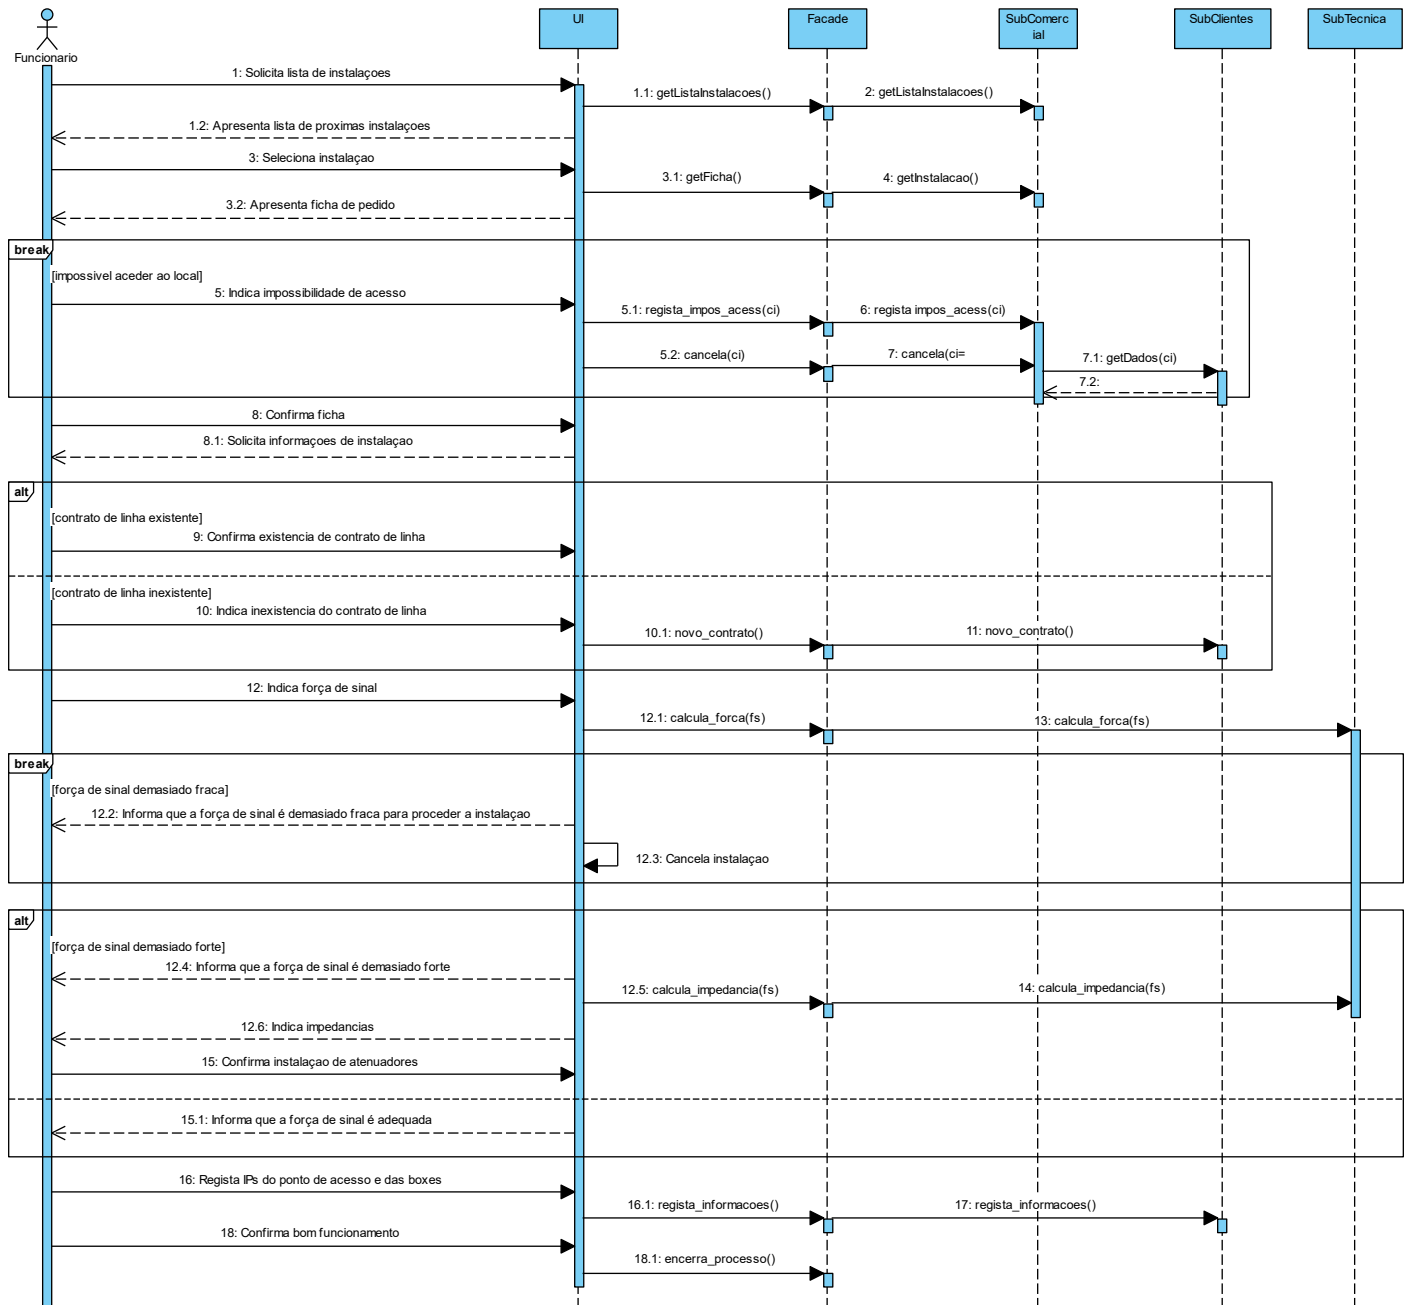 Funcionario
UI
Facade
SubComerc
ial
SubClientes
SubTecnica
1: Solicita lista de instalaçoes
1.1: getListaInstalacoes()
2: getListaInstalacoes()
1.2: Apresenta lista de proximas instalaçoes
3: Seleciona instalaçao
3.1: getFicha()
4: getInstalacao()
3.2: Apresenta ficha de pedido
break
[impossivel aceder ao local]
5: Indica impossibilidade de acesso
5.1: regista_impos_acess(ci)
6: regista impos_acess(ci)
5.2: cancela(ci)
7: cancela(ci=
7.1: getDados(ci)
7.2:
8: Confirma ficha
8.1: Solicita informaçoes de instalaçao
alt
[contrato de linha existente]
9: Confirma existencia de contrato de linha
[contrato de linha inexistente]
10: Indica inexistencia do contrato de linha
10.1: novo_contrato()
11: novo_contrato()
12: Indica força de sinal
12.1: calcula_forca(fs)
13: calcula_forca(fs)
break
[força de sinal demasiado fraca]
12.2: Informa que a força de sinal é demasiado fraca para proceder a instalaçao
12.3: Cancela instalaçao
alt
[força de sinal demasiado forte]
12.4: Informa que a força de sinal é demasiado forte
12.5: calcula_impedancia(fs)
14: calcula_impedancia(fs)
12.6: Indica impedancias
15: Confirma instalaçao de atenuadores
15.1: Informa que a força de sinal é adequada
16: Regista IPs do ponto de acesso e das boxes
16.1: regista_informacoes()
17: regista_informacoes()
18: Confirma bom funcionamento
18.1: encerra_processo()